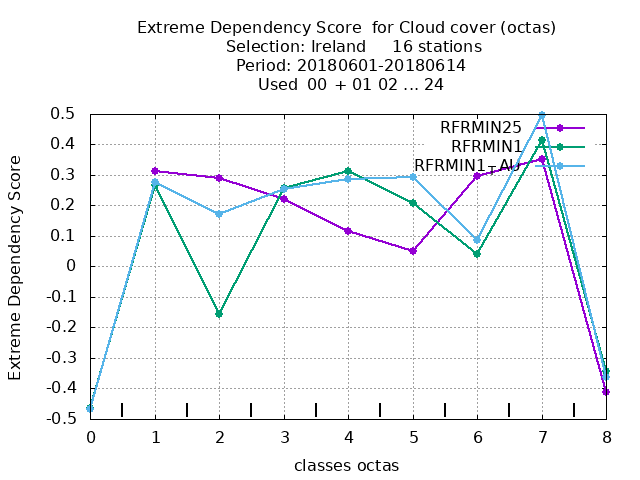 Extreme Dependency Score for Cloud cover (octas)
Selection: Ireland 16 stations
Period: 20180601-20180614
Used 00 + 01 02 ... 24
Extreme Dependency Score
0.5
0.4
0.3
0.2
0.1
0
-0.1
-0.2
-0.3
-0.4
-0.5
RFRMIN25
RFRMIN1
RFRMIN1-AU
0 1 2 3 4 5 6 7 8
classes octas